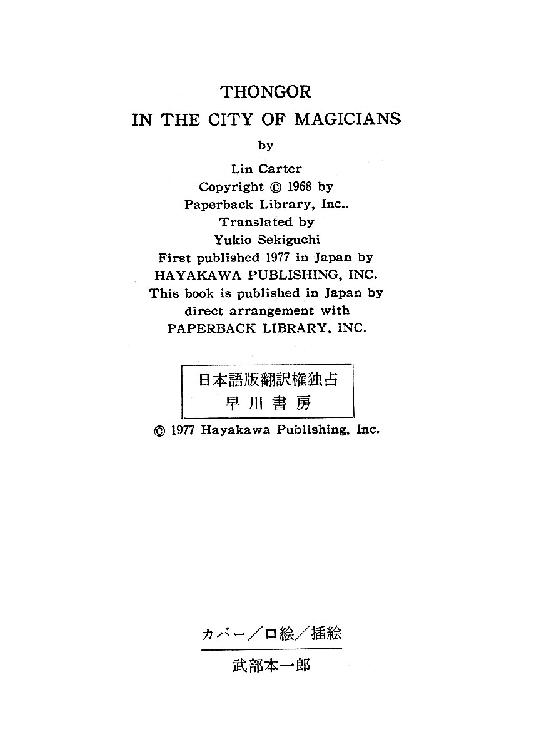 THONGOR
IN THE CITY OF MAGICIANS
by
Lin Carter
Copyright © 1968 by
Paperback Library, Inc..
Translated by
Yukio Sekiguchi
First published 1977 in Japan by
HAYAKAWA PUBLISHING, INC.
This book is published in Japan by
direct arrangement with
PAPERBACK LIBRARY, INC.
日本語版翻訳権独占
早川書房
© 1977 Hayakawa Publishing, Inc.
カバー/口絵/插絵
武部本一郎